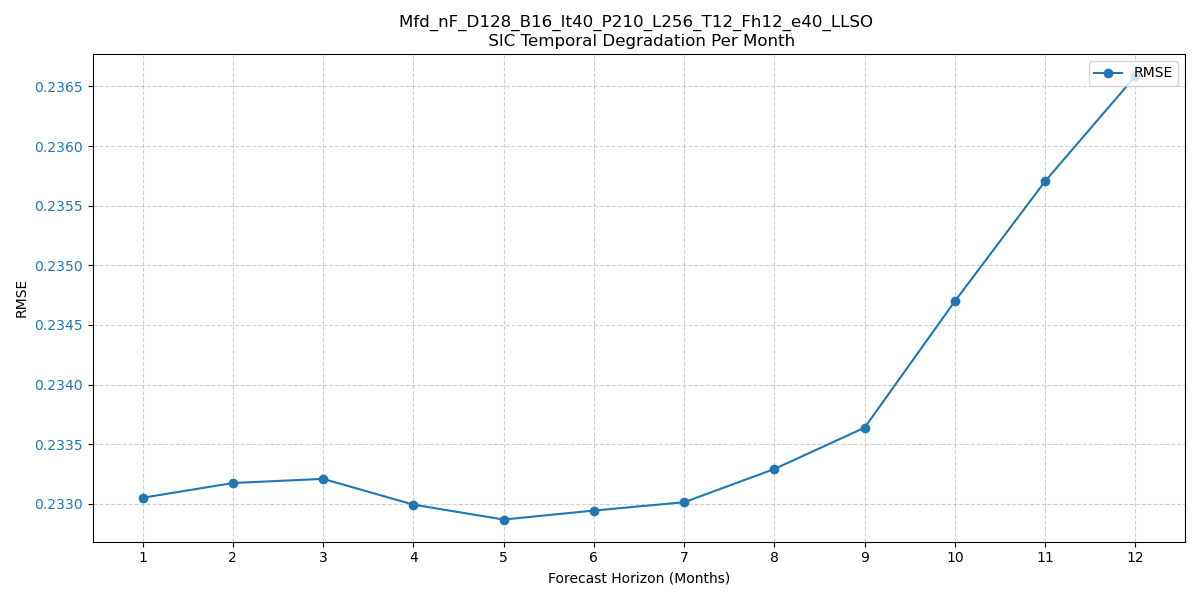 Mfd_nF_D128_B16_lt40_P210_L256_T12_Fh12_e40_LLSO
SIC Temporal Degradation Per Month
RMSE
0.2365
0.2360
0.2355
0.2350
0.2345
0.2340
0.2335
0.2330
RMSE
1 2 3 4 5 6 7 8 9 10 11 12
Forecast Horizon (Months)